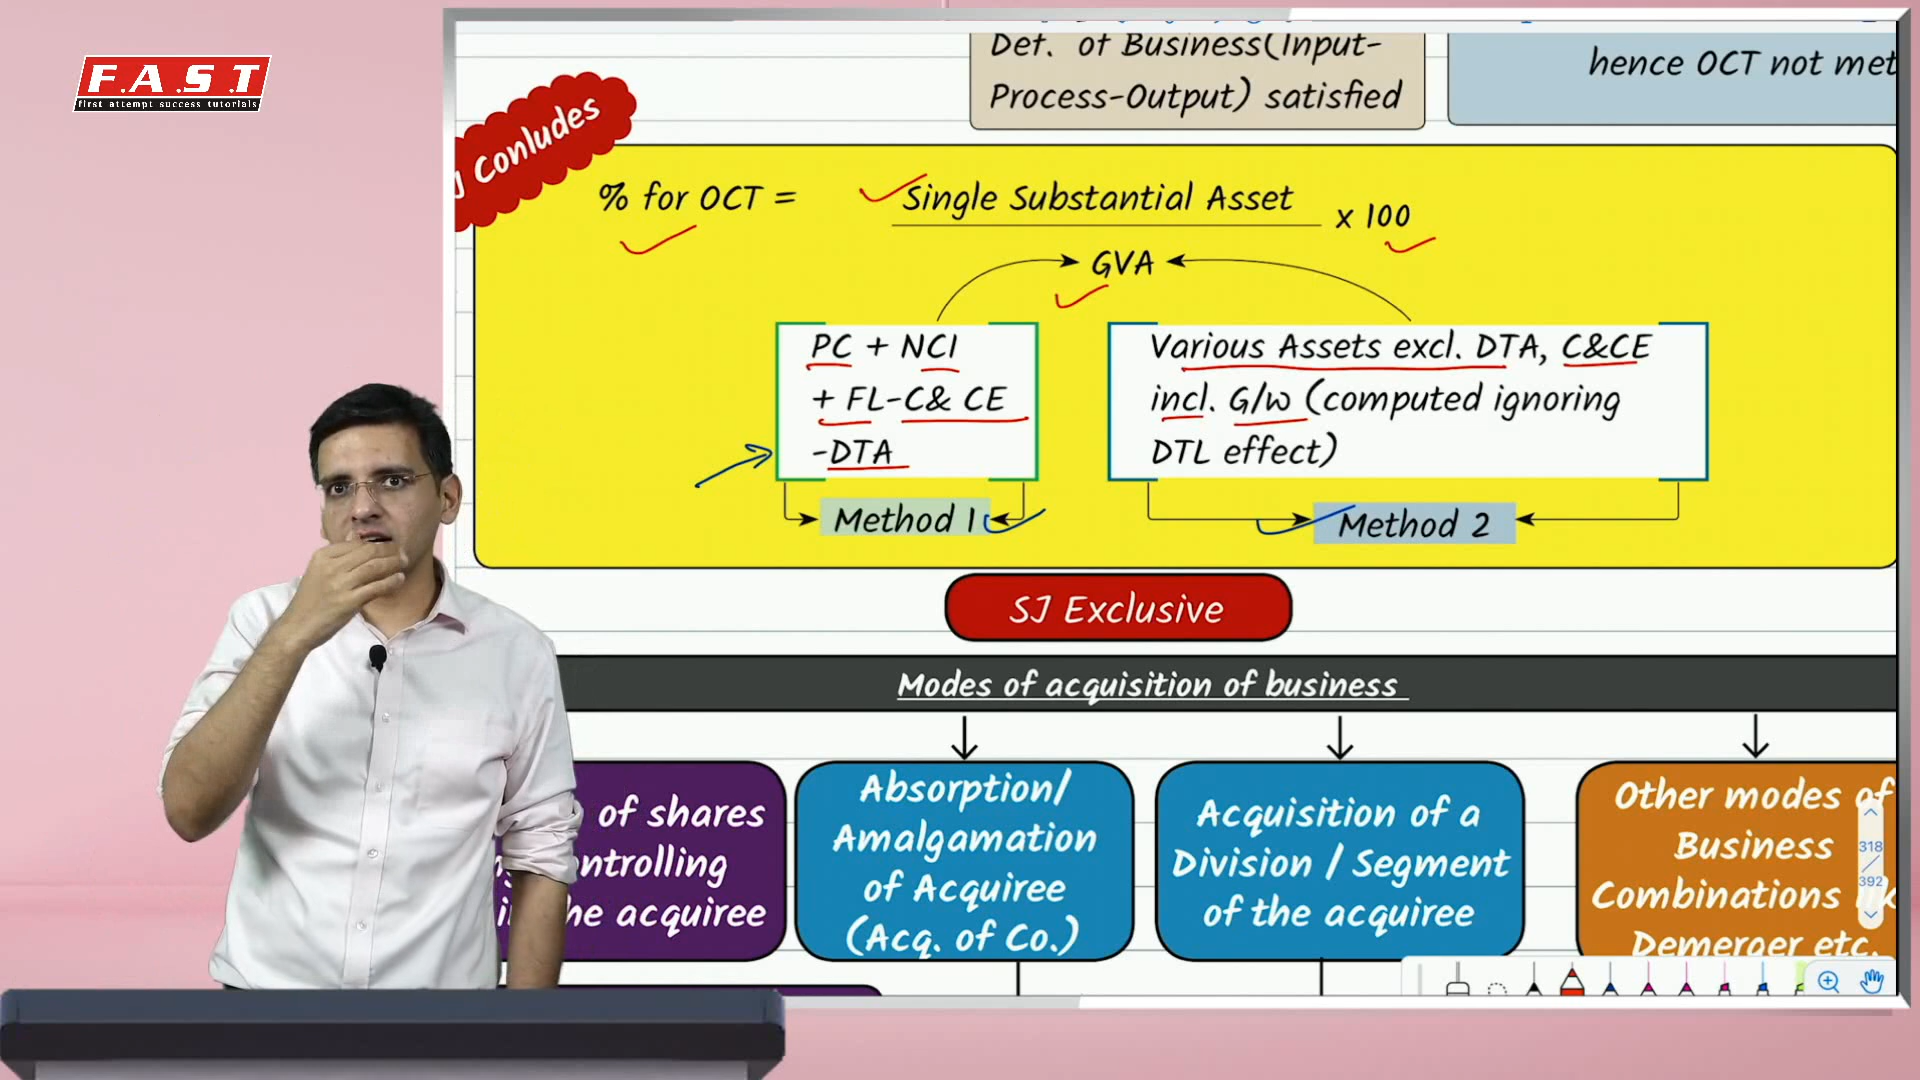 F.A.S.T
first attempt success tutorials
Def. of Business(Input-
Process-Output) satisfied
hence OCT not met
J Conludes
% for OCT = Single Substantial Asset x 100
GVA
PC + NCI
+ FL-C& CE
-DTA
Method 1
Various Assets excl. DTA, C&CE
incl. G/w (computed ignoring
DTL effect)
Method 2
SJ Exclusive
Modes of acquisition of business
of shares
ntrolling
he acquiree
Absorption/
Amalgamation
of Acquiree
(Acq. of Co.)
Acquisition of a
Division / Segment
of the acquiree
Other modes of
Business
Combinations
Demerger etc.
318
392